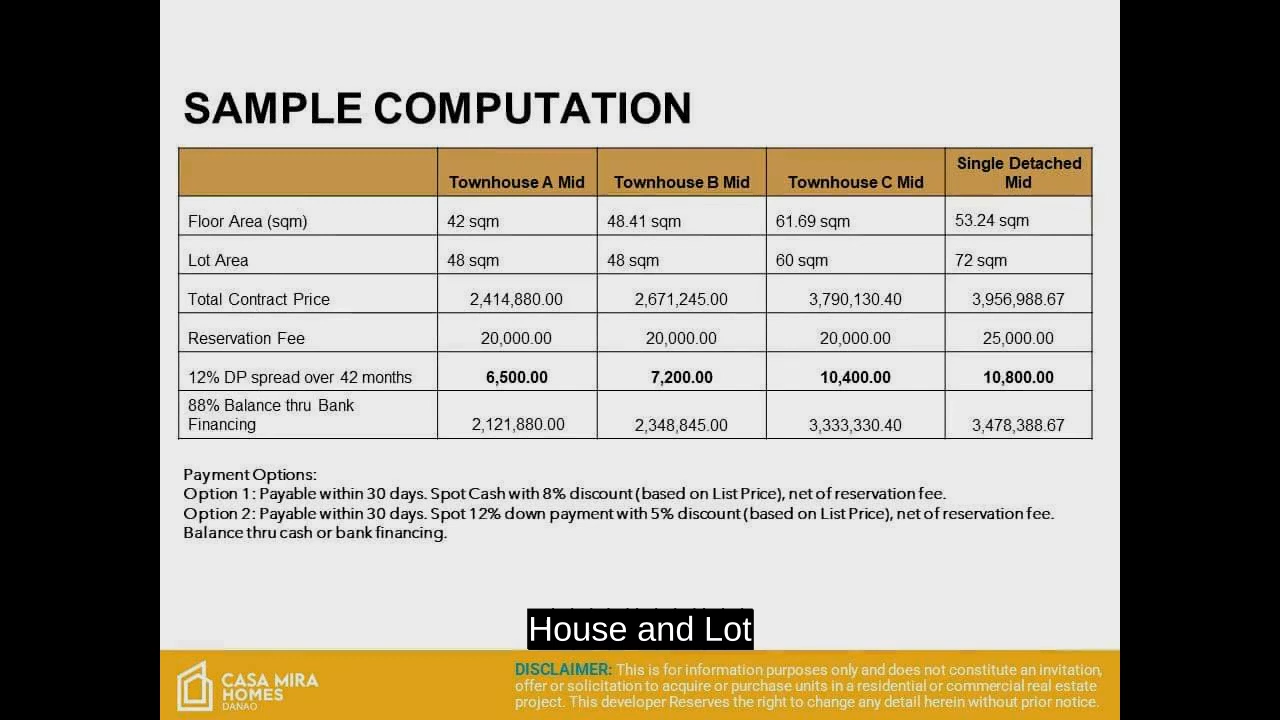 SAMPLE COMPUTATION
Townhouse A Mid Townhouse B Mid Townhouse C Mid Single Detached Mid
Floor Area (sqm) 42 sqm 48.41 sqm 61.69 sqm 53.24 sqm
Lot Area 48 sqm 48 sqm 60 sqm 72 sqm
Total Contract Price 2,414,880.00 2,671,245.00 3,790,130.40 3,956,988.67
Reservation Fee 20,000.00 20,000.00 20,000.00 25,000.00
12% DP spread over 42 months 6,500.00 7,200.00 10,400.00 10,800.00
88% Balance thru Bank
Financing 2,121,880.00 2,348,845.00 3,333,330.40 3,478,388.67
Payment Options:
Option 1: Payable within 30 days. Spot Cash with 8% discount (based on List Price), net of reservation fee.
Option 2: Payable within 30 days. Spot 12% down payment with 5% discount (based on List Price), net of reservation fee.
Balance thru cash or bank financing.
House and Lot
CASA MIRA
HOMES
DANAO
DISCLAIMER: This is for information purposes only and does not constitute an invitation,
offer or solicitation to acquire or purchase units in a residential or commercial real estate
project. This developer Reserves the right to change any detail herein without prior notice.